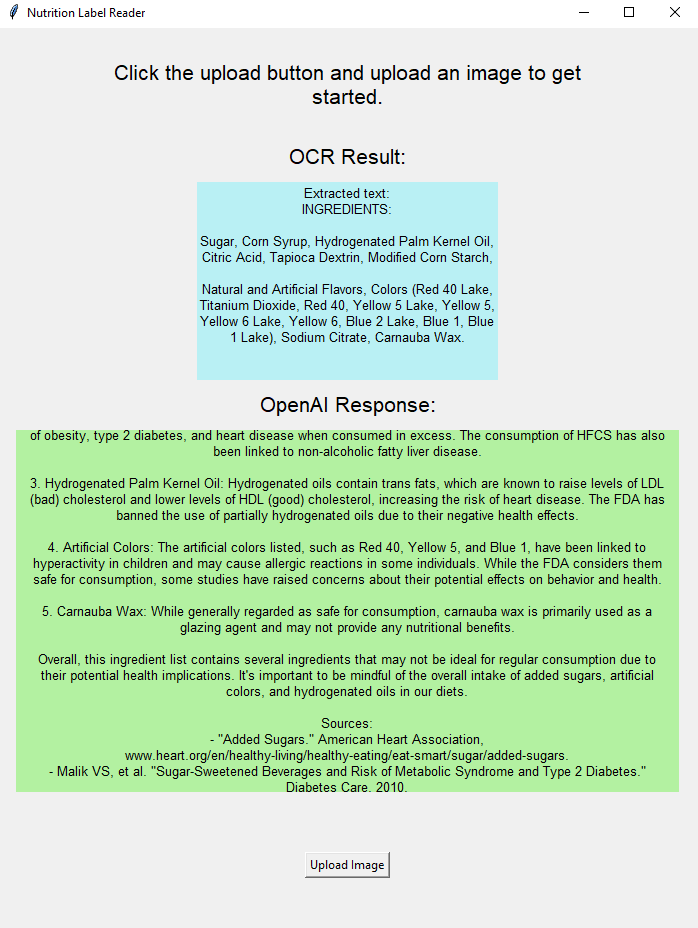 Nutrition Label Reader
Click the upload button and upload an image to get
started.
OCR Result:
Extracted text:
INGREDIENTS:
Sugar, Corn Syrup, Hydrogenated Palm Kernel Oil,
Citric Acid, Tapioca Dextrin, Modified Corn Starch,
Natural and Artificial Flavors, Colors (Red 40 Lake,
Titanium Dioxide, Red 40, Yellow 5 Lake, Yellow 5,
Yellow 6 Lake, Yellow 6, Blue 2 Lake, Blue 1, Blue
1 Lake), Sodium Citrate, Carnauba Wax.
OpenAI Response:
of obesity, type 2 diabetes, and heart disease when consumed in excess. The consumption of HFCS has also
been linked to non-alcoholic fatty liver disease.
3. Hydrogenated Palm Kernel Oil: Hydrogenated oils contain trans fats, which are known to raise levels of LDL
(bad) cholesterol and lower levels of HDL (good) cholesterol, increasing the risk of heart disease. The FDA has
banned the use of partially hydrogenated oils due to their negative health effects.
4. Artificial Colors: The artificial colors listed, such as Red 40, Yellow 5, and Blue 1, have been linked to
hyperactivity in children and may cause allergic reactions in some individuals. While the FDA considers them
safe for consumption, some studies have raised concerns about their potential effects on behavior and health.
5. Carnauba Wax: While generally regarded as safe for consumption, carnauba wax is primarily used as a
glazing agent and may not provide any nutritional benefits.
Overall, this ingredient list contains several ingredients that may not be ideal for regular consumption due to
their potential health implications. It's important to be mindful of the overall intake of added sugars, artificial
colors, and hydrogenated oils in our diets.
Sources:
- "Added Sugars." American Heart Association,
www.heart.org/en/healthy-living/healthy-eating/eat-smart/sugar/added-sugars.
- Malik VS, et al. "Sugar-Sweetened Beverages and Risk of Metabolic Syndrome and Type 2 Diabetes."
Diabetes Care. 2010.
Upload Image